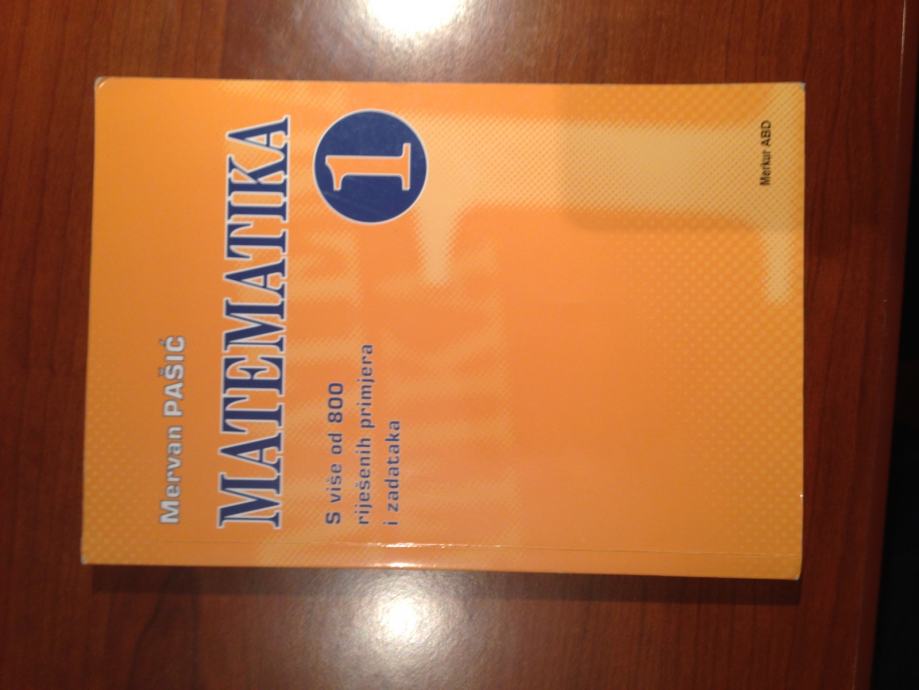 Mervan PAŠIĆ
MATEMATIKA
1
S više od 800
riješenih primjera
i zadataka
Merkur ABD